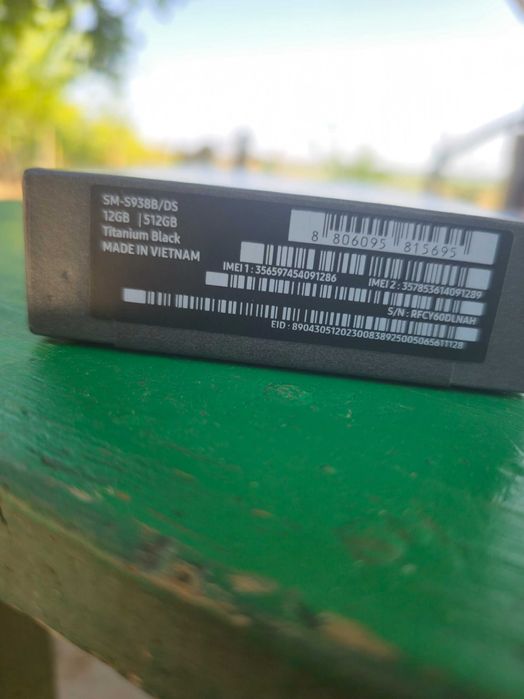 SM-S938B/DS
12GB | 512GB
Titanium Black
MADE IN VIETNAM
8 806095 815695
IMEI 1 : 356597454091286
IMEI 2 : 357853614091289
S/N : RFCY60DLNAH
EID : 89043051202300838925005065611128